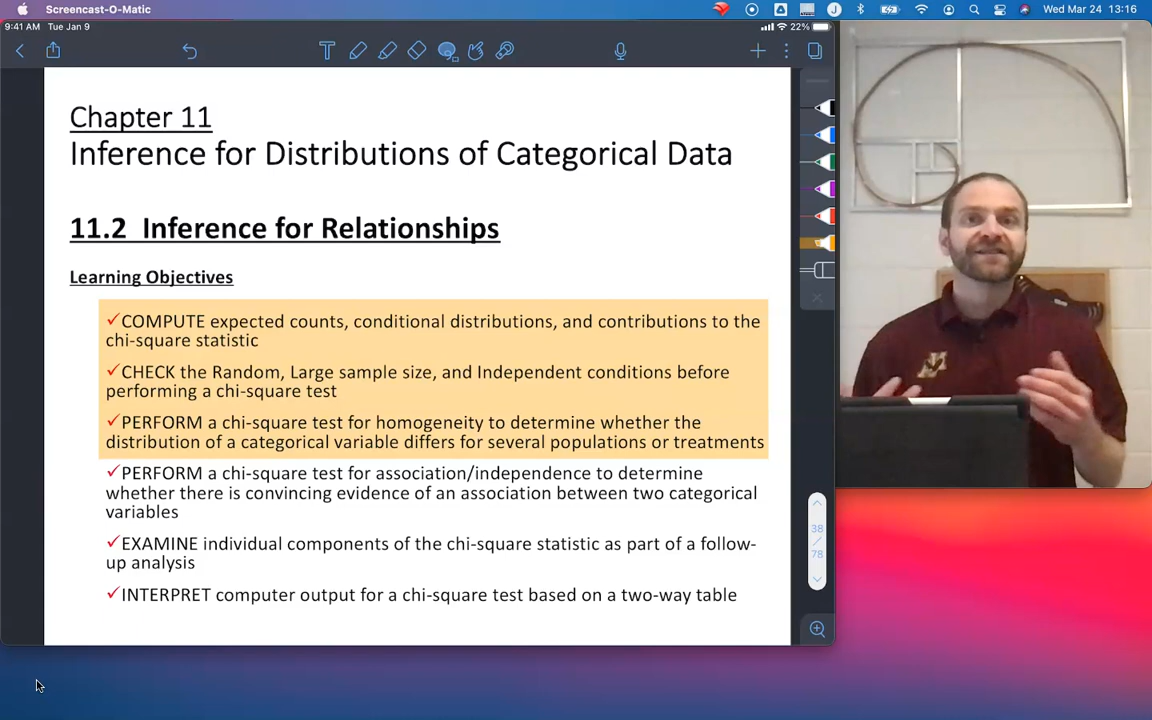 Screencast-O-Matic
Wed Mar 24 13:16
9:41 AM Tue Jan 9
22%
Chapter 11
Inference for Distributions of Categorical Data
11.2 Inference for Relationships
Learning Objectives
✓COMPUTE expected counts, conditional distributions, and contributions to the
chi-square statistic
✓CHECK the Random, Large sample size, and Independent conditions before
performing a chi-square test
✓PERFORM a chi-square test for homogeneity to determine whether the
distribution of a categorical variable differs for several populations or treatments
✓PERFORM a chi-square test for association/independence to determine
whether there is convincing evidence of an association between two categorical
variables
✓EXAMINE individual components of the chi-square statistic as part of a follow-
up analysis
✓INTERPRET computer output for a chi-square test based on a two-way table
38
/
78